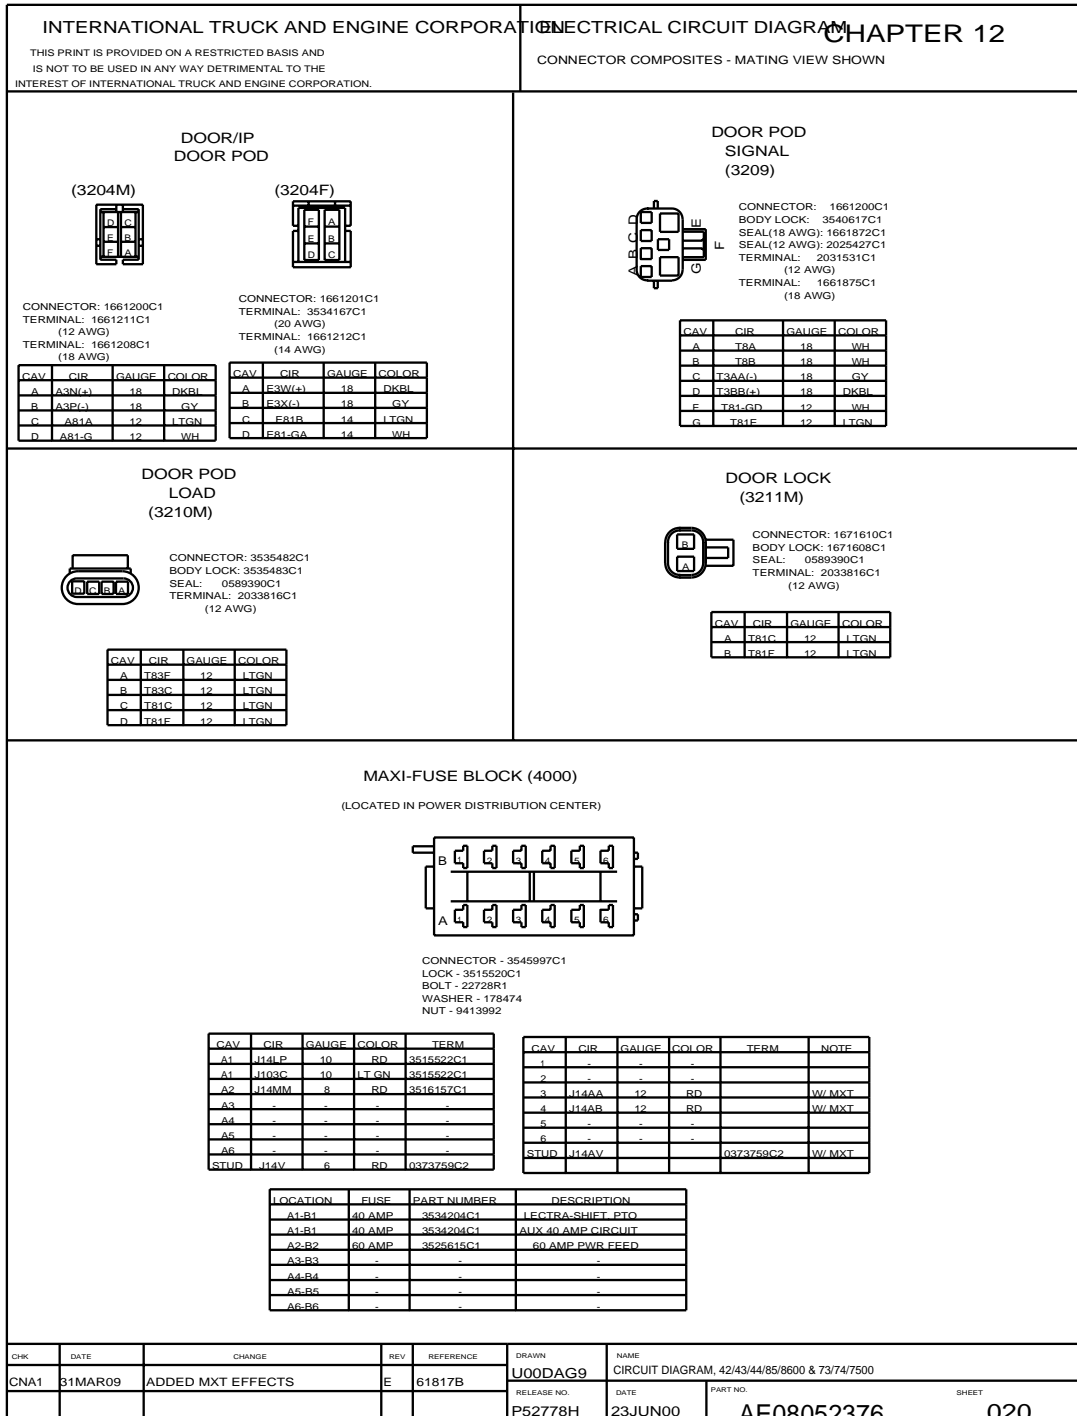 INTERNATIONAL TRUCK AND ENGINE CORPORATION
THIS PRINT IS PROVIDED ON A RESTRICTED BASIS AND
IS NOT TO BE USED IN ANY WAY DETRIMENTAL TO THE
INTEREST OF INTERNATIONAL TRUCK AND ENGINE CORPORATION.
ELECTRICAL CIRCUIT DIAGRAM
CHAPTER 12
CONNECTOR COMPOSITES - MATING VIEW SHOWN
DOOR/IP
DOOR POD
(3204M)
D C
E B
F A
CONNECTOR: 1661200C1
TERMINAL: 1661211C1
(12 AWG)
TERMINAL: 1661208C1
(18 AWG)
CAV CIR GAUGE COLOR
A A3N(+) 18 DKBL
B A3P(-) 18 GY
C A81A 12 LTGN
D A81-G 12 WH
(3204F)
F A
E B
D C
CONNECTOR: 1661201C1
TERMINAL: 3534167C1
(20 AWG)
TERMINAL: 1661212C1
(14 AWG)
CAV CIR GAUGE COLOR
A E3W(+) 18 DKBL
B E3X(-) 18 GY
C E81B 14 LTGN
D E81-GA 14 WH
DOOR POD
SIGNAL
(3209)
A B C D
E
F
G
CONNECTOR: 1661200C1
BODY LOCK: 3540617C1
SEAL(18 AWG): 1661872C1
SEAL(12 AWG): 2025427C1
TERMINAL: 2031531C1
(12 AWG)
TERMINAL: 1661875C1
(18 AWG)
CAV CIR GAUGE COLOR
A T8A 18 WH
B T8B 18 WH
C T3AA(-) 18 GY
D T3BB(+) 18 DKBL
T81-GD 12 WH
G 12 LTGN
DOOR POD
LOAD
(3210M)
D C B A
CONNECTOR: 3535482C1
BODY LOCK: 3535483C1
SEAL: 0589390C1
TERMINAL: 2033816C1
(12 AWG)
CAV CIR GAUGE COLOR
A 12 LTGN
B T83C 12 LTGN
C T81C 12 LTGN
D 12 LTGN
DOOR LOCK
(3211M)
B
A
CONNECTOR: 1671610C1
BODY LOCK: 1671608C1
SEAL: 0589390C1
TERMINAL: 2033816C1
(12 AWG)
CAV CIR GAUGE COLOR
A T81C 12 LTGN
B 12 LTGN
MAXI-FUSE BLOCK (4000)
(LOCATED IN POWER DISTRIBUTION CENTER)
B 1 2 3 4 5 6
A 1 2 3 4 5 6
CONNECTOR - 3545997C1
LOCK - 3515520C1
BOLT - 22728R1
WASHER - 178474
NUT - 9413992
CAV CIR GAUGE COLOR TERM
A1 J14LP 10 RD 3515522C1
A1 J103C 10 LT GN 3515522C1
A2 J14MM 8 RD 3516157C1
A3 - - - -
A4 - - - -
A5 - - - -
A6 - - - -
STUD J14V 6 RD 0373759C2
CAV CIR GAUGE COLOR TERM NOTE
1 - - -
2 - - -
3 J14AA 12 RD W/ MXT
4 J14AB 12 RD W/ MXT
5 - - -
6 - - -
STUD J14AV 0373759C2 W/ MXT
LOCATION FUSE PART NUMBER DESCRIPTION
A1-B1 40 AMP 3534204C1 LECTRA-SHIFT, PTO
A1-B1 40 AMP 3534204C1 AUX 40 AMP CIRCUIT
A2-B2 60 AMP 3525615C1 60 AMP PWR FEED
A3-B3 - - -
A4-B4 - - -
A5-B5 - - -
A6-B6 - - -
CHK DATE CHANGE REV REFERENCE
CNA1 31MAR09 ADDED MXT EFFECTS E 61817B
DRAWN
U00DAG9
NAME
CIRCUIT DIAGRAM, 42/43/44/85/8600 & 73/74/7500
RELEASE NO.
P52778H
DATE
23JUN00
PART NO.
AE08052376
SHEET
020